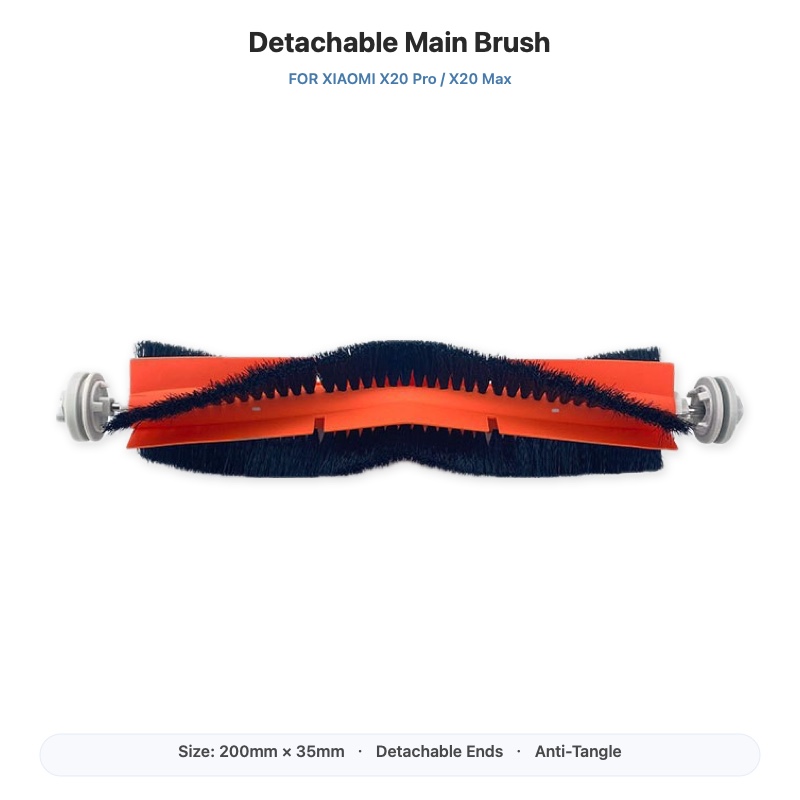 Detachable Main Brush
FOR XIAOMI X20 Pro / X20 Max
Size: 200mm × 35mm · Detachable Ends · Anti-Tangle